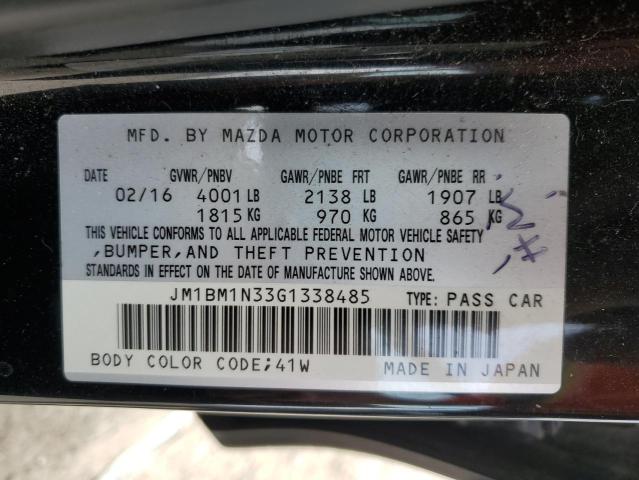 MFD. BY MAZDA MOTOR CORPORATION
DATE GVWR/PNBV GAWR/PNBE FRT GAWR/PNBE RR
02/16 4001 LB 2138 LB 1907 LB
1815 KG 970 KG 865 KG
THIS VEHICLE CONFORMS TO ALL APPLICABLE FEDERAL MOTOR VEHICLE SAFETY
,BUMPER,AND THEFT PREVENTION
STANDARDS IN EFFECT ON THE DATE OF MANUFACTURE SHOWN ABOVE.
JM1BM1N33G1338485 TYPE: PASS CAR
BODY COLOR CODE;41W MADE IN JAPAN